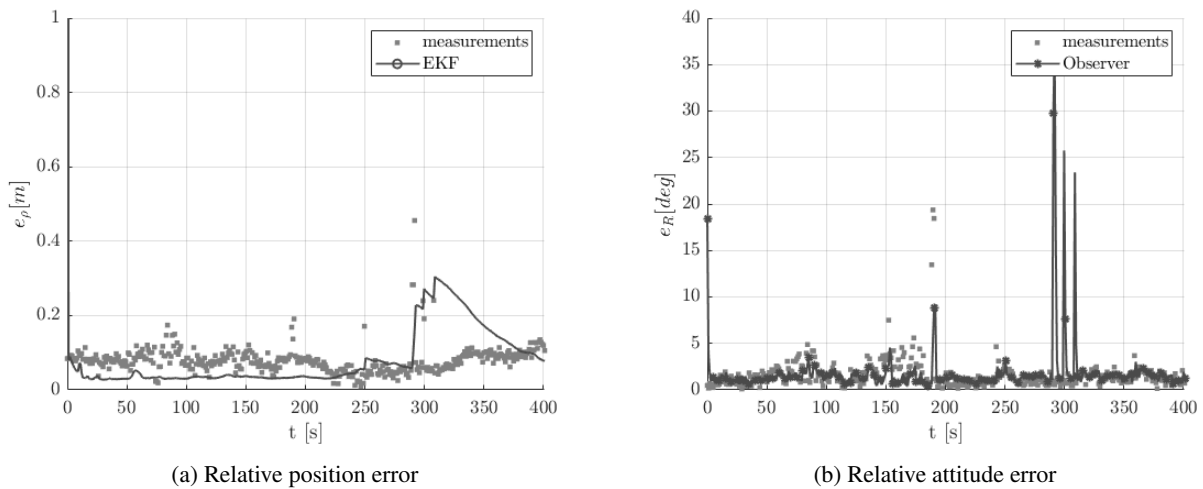 1
0.8
0.6
0.4
0.2
0
e_ρ[m]
measurements
EKF
0 50 100 150 200 250 300 350 400
t [s]
(a) Relative position error
40
35
30
25
20
15
10
5
0
e_R[deg]
measurements
Observer
0 50 100 150 200 250 300 350 400
t [s]
(b) Relative attitude error